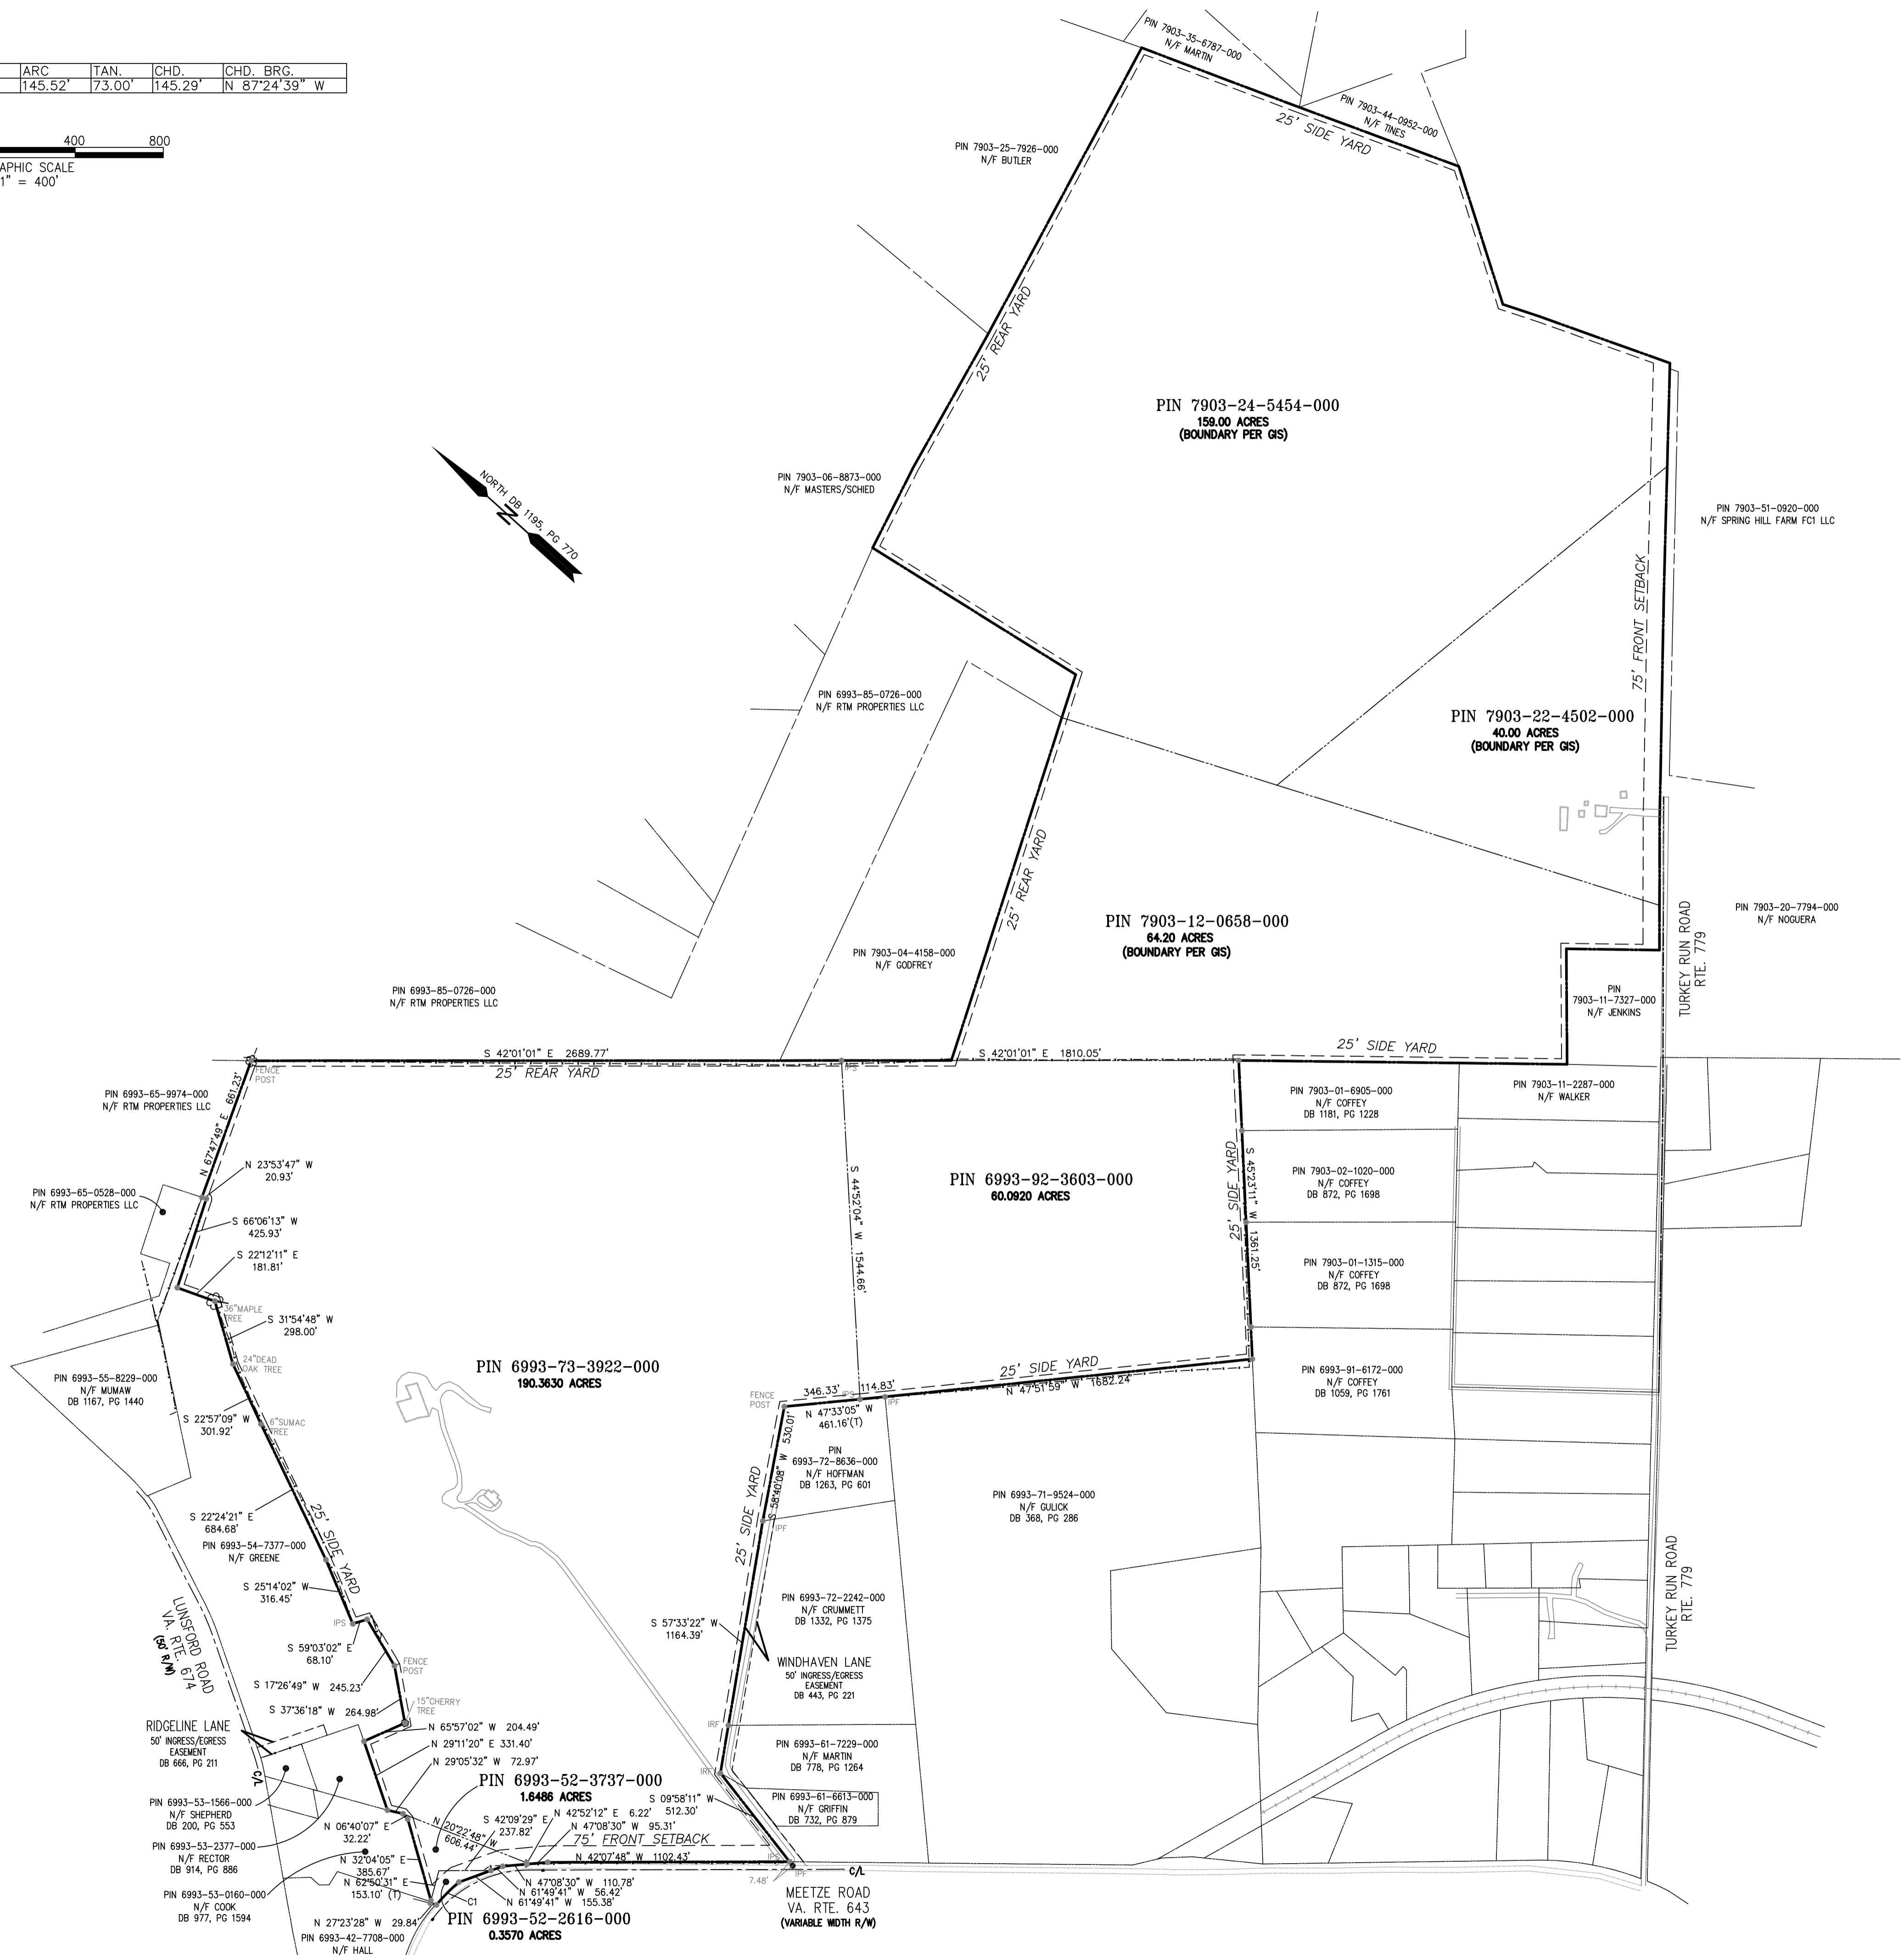 ARC TAN. CHD. CHD. BRG.
145.52' 73.00' 145.29' N 87°24'39" W
400 800
APHIC SCALE
1" = 400'
NORTH DB 1195, PG 770
N
PIN 7903-35-6787-000
N/F MARTIN
PIN 7903-44-0952-000
N/F TINES
25' SIDE YARD
PIN 7903-25-7926-000
N/F BUTLER
25' REAR YARD
PIN 7903-24-5454-000
159.00 ACRES
(BOUNDARY PER GIS)
PIN 7903-06-8873-000
N/F MASTERS/SCHIED
PIN 7903-51-0920-000
N/F SPRING HILL FARM FC1 LLC
75' FRONT SETBACK
PIN 6993-85-0726-000
N/F RTM PROPERTIES LLC
PIN 7903-22-4502-000
40.00 ACRES
(BOUNDARY PER GIS)
25' REAR YARD
PIN 7903-12-0658-000
64.20 ACRES
(BOUNDARY PER GIS)
PIN 7903-20-7794-000
N/F NOGUERA
TURKEY RUN ROAD
RTE. 779
PIN 7903-04-4158-000
N/F GODFREY
PIN 6993-85-0726-000
N/F RTM PROPERTIES LLC
PIN
7903-11-7327-000
N/F JENKINS
S 42°01'01" E 2689.77'
25' REAR YARD
S 42°01'01" E 1810.05'
25' SIDE YARD
FENCE
POST
IPS
PIN 6993-65-9974-000
N/F RTM PROPERTIES LLC
N 67°47'49" E 661.23'
N 23°53'47" W
20.93'
PIN 6993-65-0528-000
N/F RTM PROPERTIES LLC
S 66°06'13" W
425.93'
S 22°12'11" E
181.81'
36"MAPLE
TREE
S 31°54'48" W
298.00'
24"DEAD
OAK TREE
PIN 6993-55-8229-000
N/F MUMAW
DB 1167, PG 1440
S 22°57'09" W
301.92'
6"SUMAC
TREE
S 44°52'04" W 1544.66'
PIN 6993-92-3603-000
60.0920 ACRES
25' SIDE YARD
S 45°23'11" W 1361.25'
PIN 7903-01-6905-000
N/F COFFEY
DB 1181, PG 1228
PIN 7903-11-2287-000
N/F WALKER
PIN 7903-02-1020-000
N/F COFFEY
DB 872, PG 1698
PIN 7903-01-1315-000
N/F COFFEY
DB 872, PG 1698
PIN 6993-91-6172-000
N/F COFFEY
DB 1059, PG 1761
PIN 6993-73-3922-000
190.3630 ACRES
25' SIDE YARD
N 47°51'59" W 1682.24'
FENCE
POST
346.33'
IPS
114.83'
IPF
N 47°33'05" W
461.16'(T)
S 58°40'08" W 530.01'
PIN
6993-72-8636-000
N/F HOFFMAN
DB 1263, PG 601
25' SIDE YARD
IPF
PIN 6993-71-9524-000
N/F GULICK
DB 368, PG 286
S 22°24'21" E
684.68'
25' SIDE YARD
PIN 6993-54-7377-000
N/F GREENE
S 25°14'02" W
316.45'
IPS
LUNSFORD ROAD
VA. RTE. 674
(50' R/W)
S 59°03'02" E
68.10'
FENCE
POST
S 17°26'49" W 245.23'
S 37°36'18" W 264.98'
15"CHERRY
TREE
PIN 6993-72-2242-000
N/F CRUMMETT
DB 1332, PG 1375
S 57°33'22" W
1164.39'
WINDHAVEN LANE
50' INGRESS/EGRESS
EASEMENT
DB 443, PG 221
TURKEY RUN ROAD
RTE. 779
RIDGELINE LANE
50' INGRESS/EGRESS
EASEMENT
DB 666, PG 211
C/L
N 65°57'02" W 204.49'
N 29°11'20" E 331.40'
N 29°05'32" W 72.97'
IRF
PIN 6993-61-7229-000
N/F MARTIN
DB 778, PG 1264
IRF
PIN 6993-52-3737-000
1.6486 ACRES
PIN 6993-53-1566-000
N/F SHEPHERD
DB 200, PG 553
S 09°58'11" W
512.30'
PIN 6993-61-6613-000
N/F GRIFFIN
DB 732, PG 879
N 06°40'07" E
32.22'
N 20°22'48" W
606.44'
S 42°09'29" E
237.82'
N 42°52'12" E 6.22'
N 47°08'30" W 95.31'
75' FRONT SETBACK
PIN 6993-53-2377-000
N/F RECTOR
DB 914, PG 886
N 32°04'05" E
385.67'
N 42°07'48" W 1102.43'
IPS
IPF
7.48'
C/L
N 62°50'31" E
153.10' (T)
N 47°08'30" W 110.78'
N 61°49'41" W 56.42'
N 61°49'41" W 155.38'
C1
PIN 6993-53-0160-000
N/F COOK
DB 977, PG 1594
MEETZE ROAD
VA. RTE. 643
(VARIABLE WIDTH R/W)
N 27°23'28" W 29.84'
PIN 6993-52-2616-000
0.3570 ACRES
PIN 6993-42-7708-000
N/F HALL